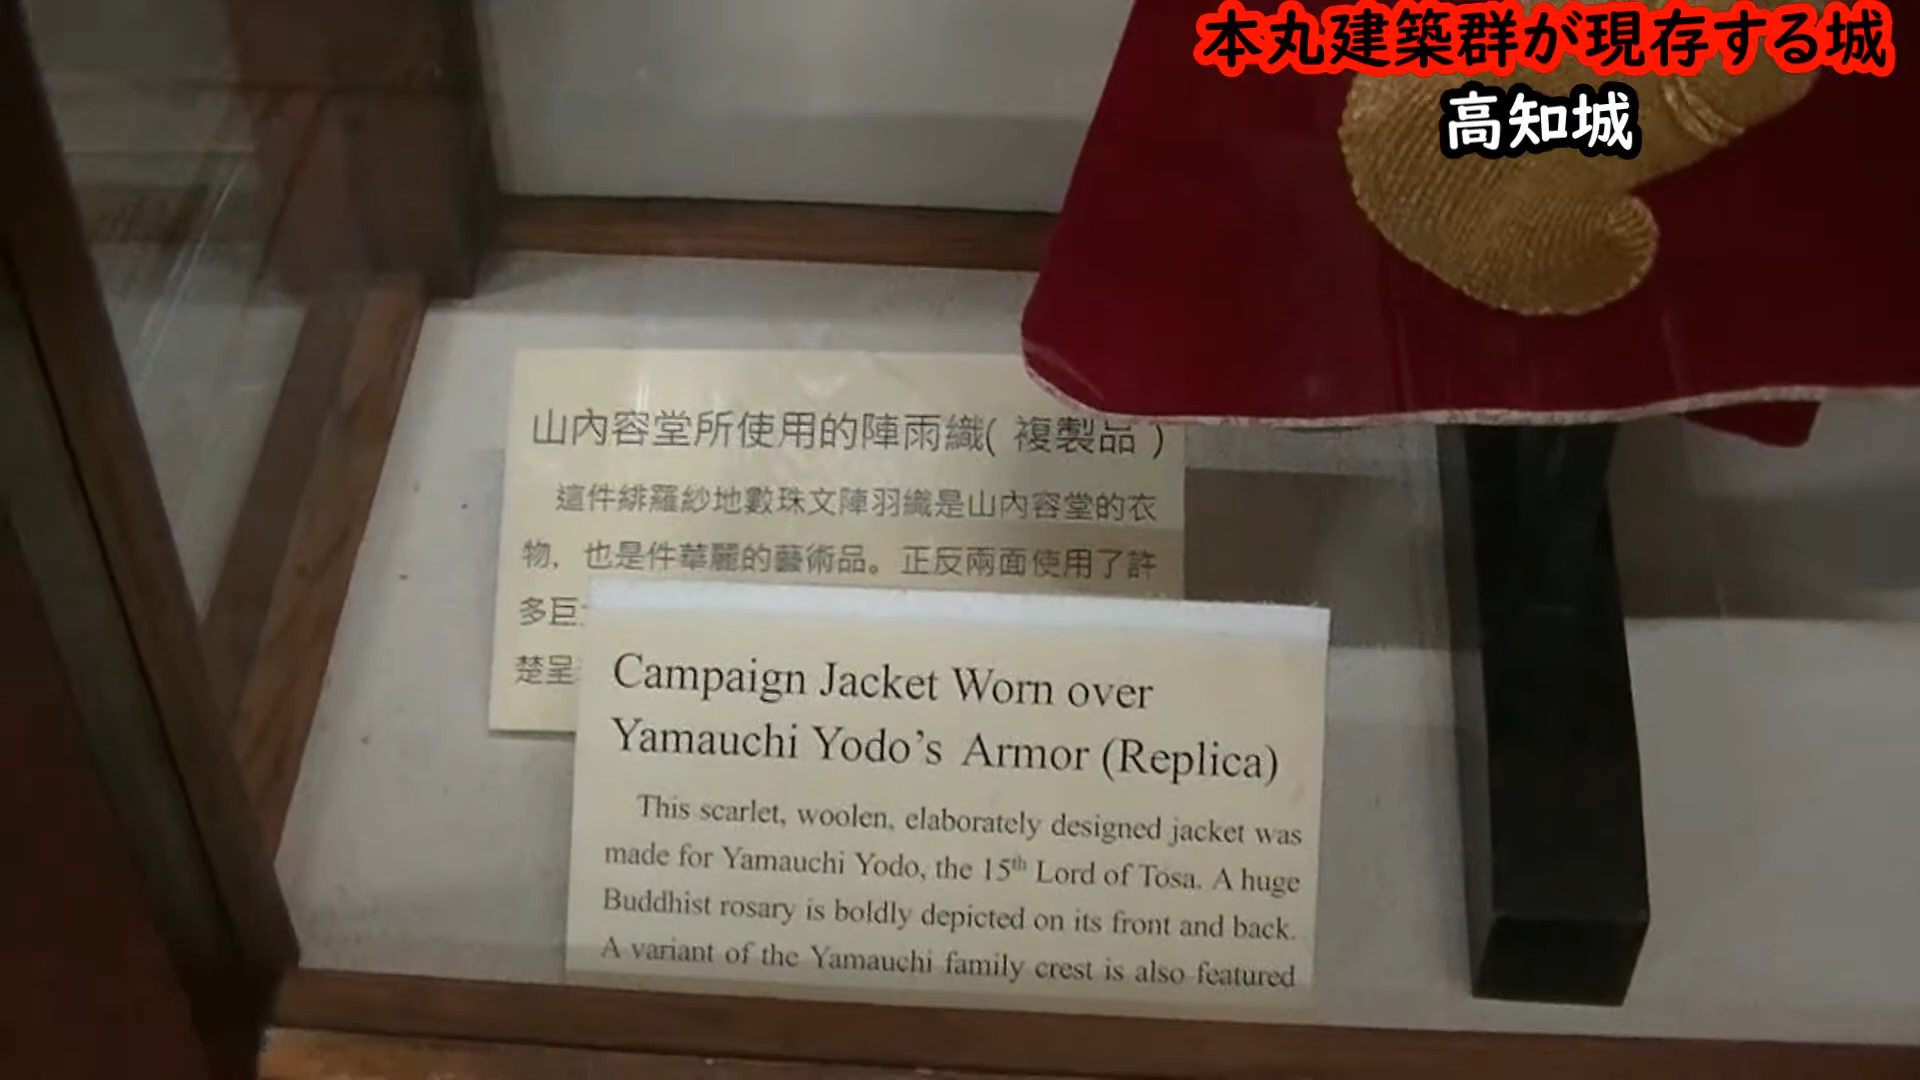 本丸建築群が現存する城
高知城
山內容堂所使用的陣雨織( 複製品 )
這件緋羅紗地數珠文陣羽織是山內容堂的衣
物，也是件華麗的藝術品。正反兩面使用了許
多巨
楚呈
Campaign Jacket Worn over
Yamauchi Yodo's Armor (Replica)
This scarlet, woolen, elaborately designed jacket was
made for Yamauchi Yodo, the 15th Lord of Tosa. A huge
Buddhist rosary is boldly depicted on its front and back.
A variant of the Yamauchi family crest is also featured